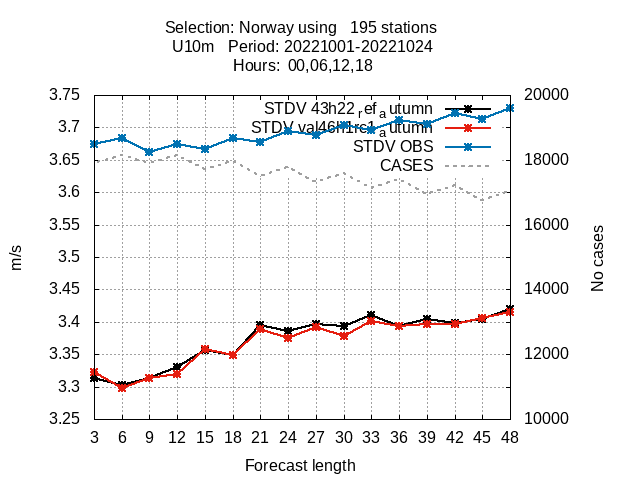 Selection: Norway using   195 stations
U10m   Period: 20221001-20221024
Hours:  00,06,12,18
3.75
3.7
3.65
3.6
3.55
3.5
3.45
3.4
3.35
3.3
3.25
20000
18000
16000
14000
12000
10000
STDV 43h22_ref_autumn
STDV
STDV OBS
CASES
m/s
No cases
3 6 9 12 15 18 21 24 27 30 33 36 39 42 45 48
Forecast length